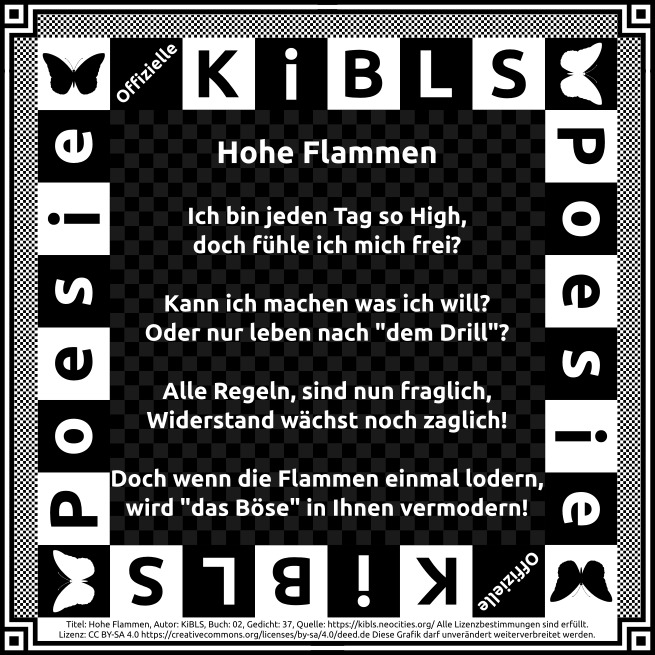 Offizielle KiBLS
Poesie
Poesie
Hohe Flammen
Ich bin jeden Tag so High,
doch fühle ich mich frei?
Kann ich machen was ich will?
Oder nur leben nach "dem Drill"?
Alle Regeln, sind nun fraglich,
Widerstand wächst noch zaglich!
Doch wenn die Flammen einmal lodern,
wird "das Böse" in Ihnen vermodern!
Offizielle KiBLS
Titel: Hohe Flammen, Autor: KiBLS, Buch: 02, Gedicht: 37, Quelle: https://kibls.neocities.org/ Alle Lizenzbestimmungen sind erfüllt.
Lizenz: CC BY-SA 4.0 https://creativecommons.org/licenses/by-sa/4.0/deed.de Diese Grafik darf unverändert weiterverbreitet werden.